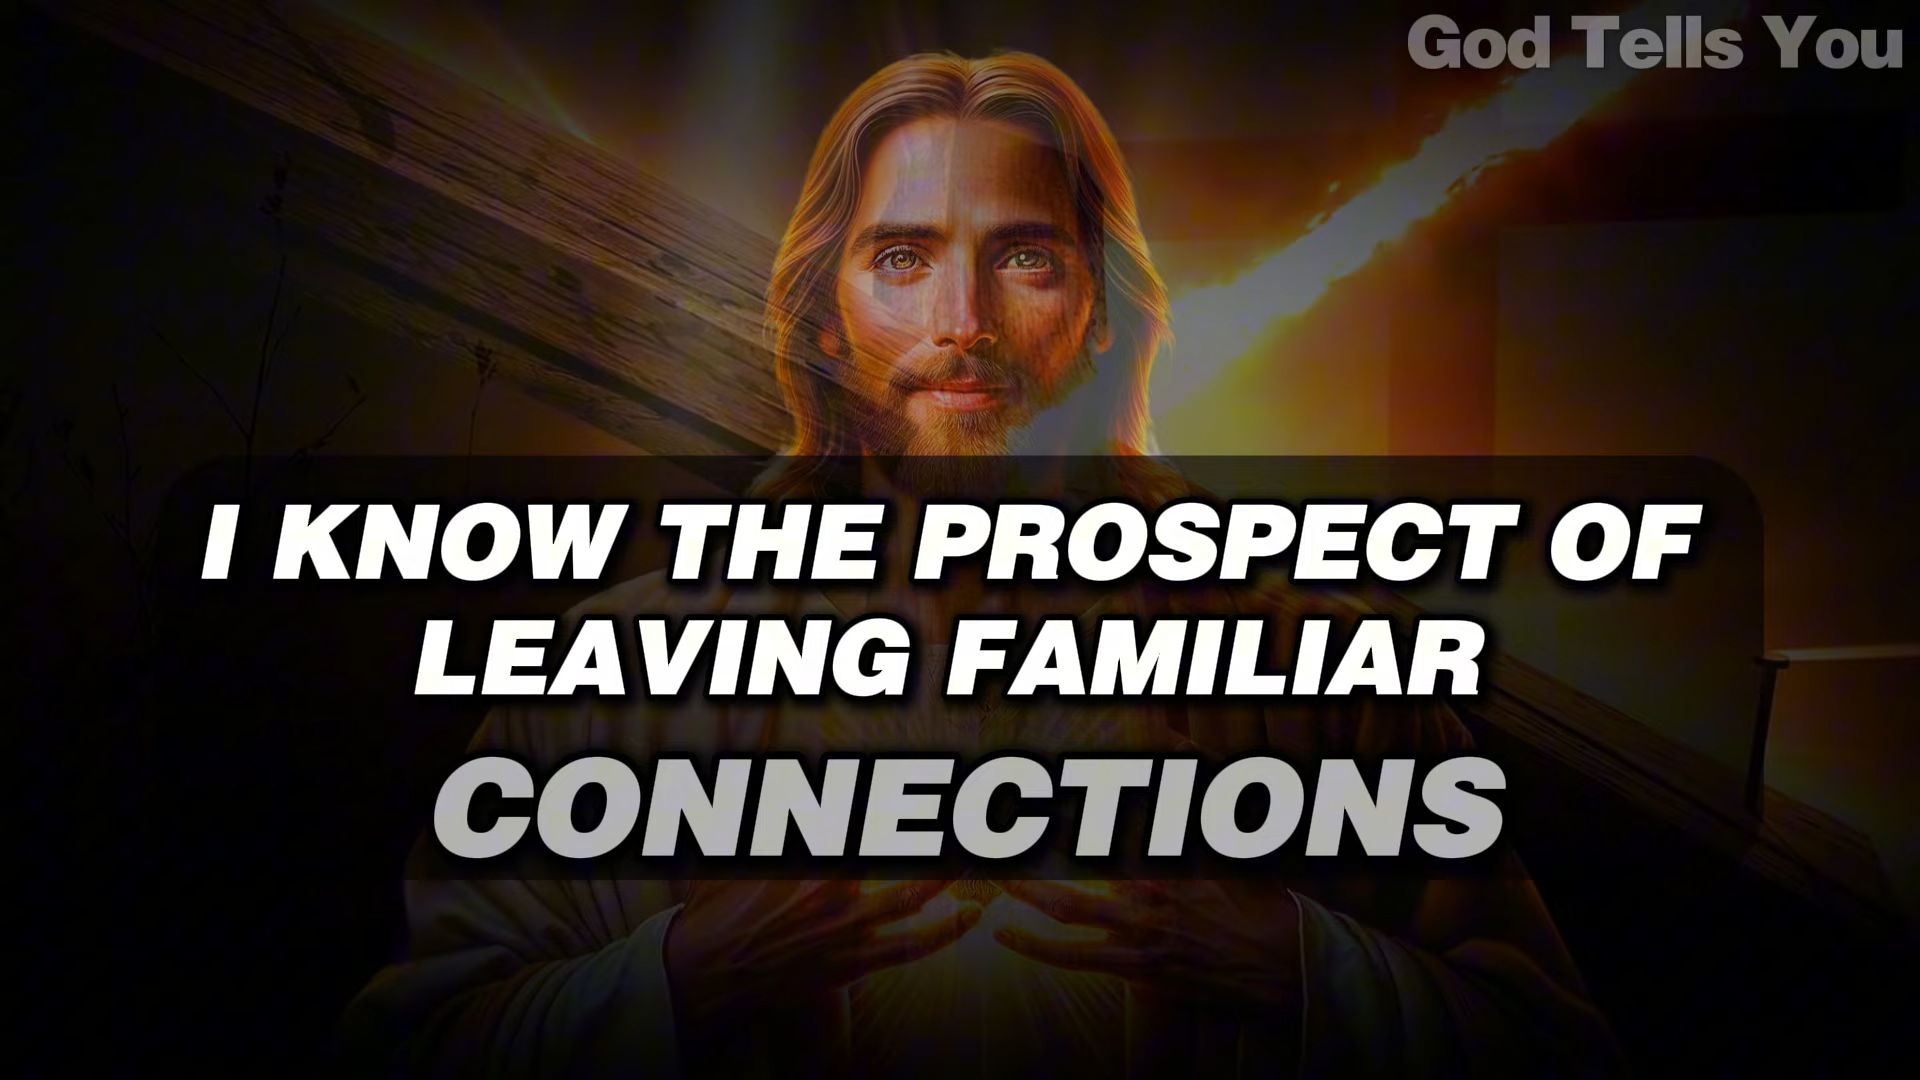 God Tells You
I KNOW THE PROSPECT OF
LEAVING FAMILIAR
CONNECTIONS